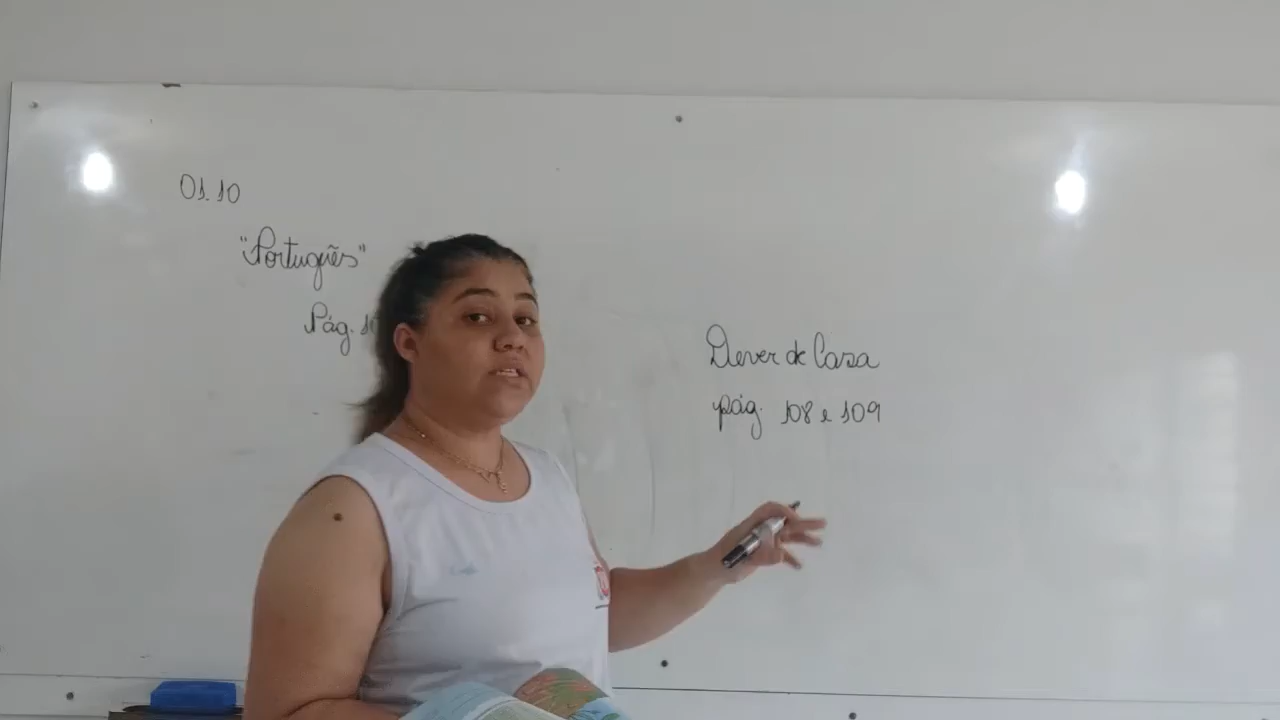 01.10
"Português"
Pág. 10
Dever de Casa
pág. 108 e 109